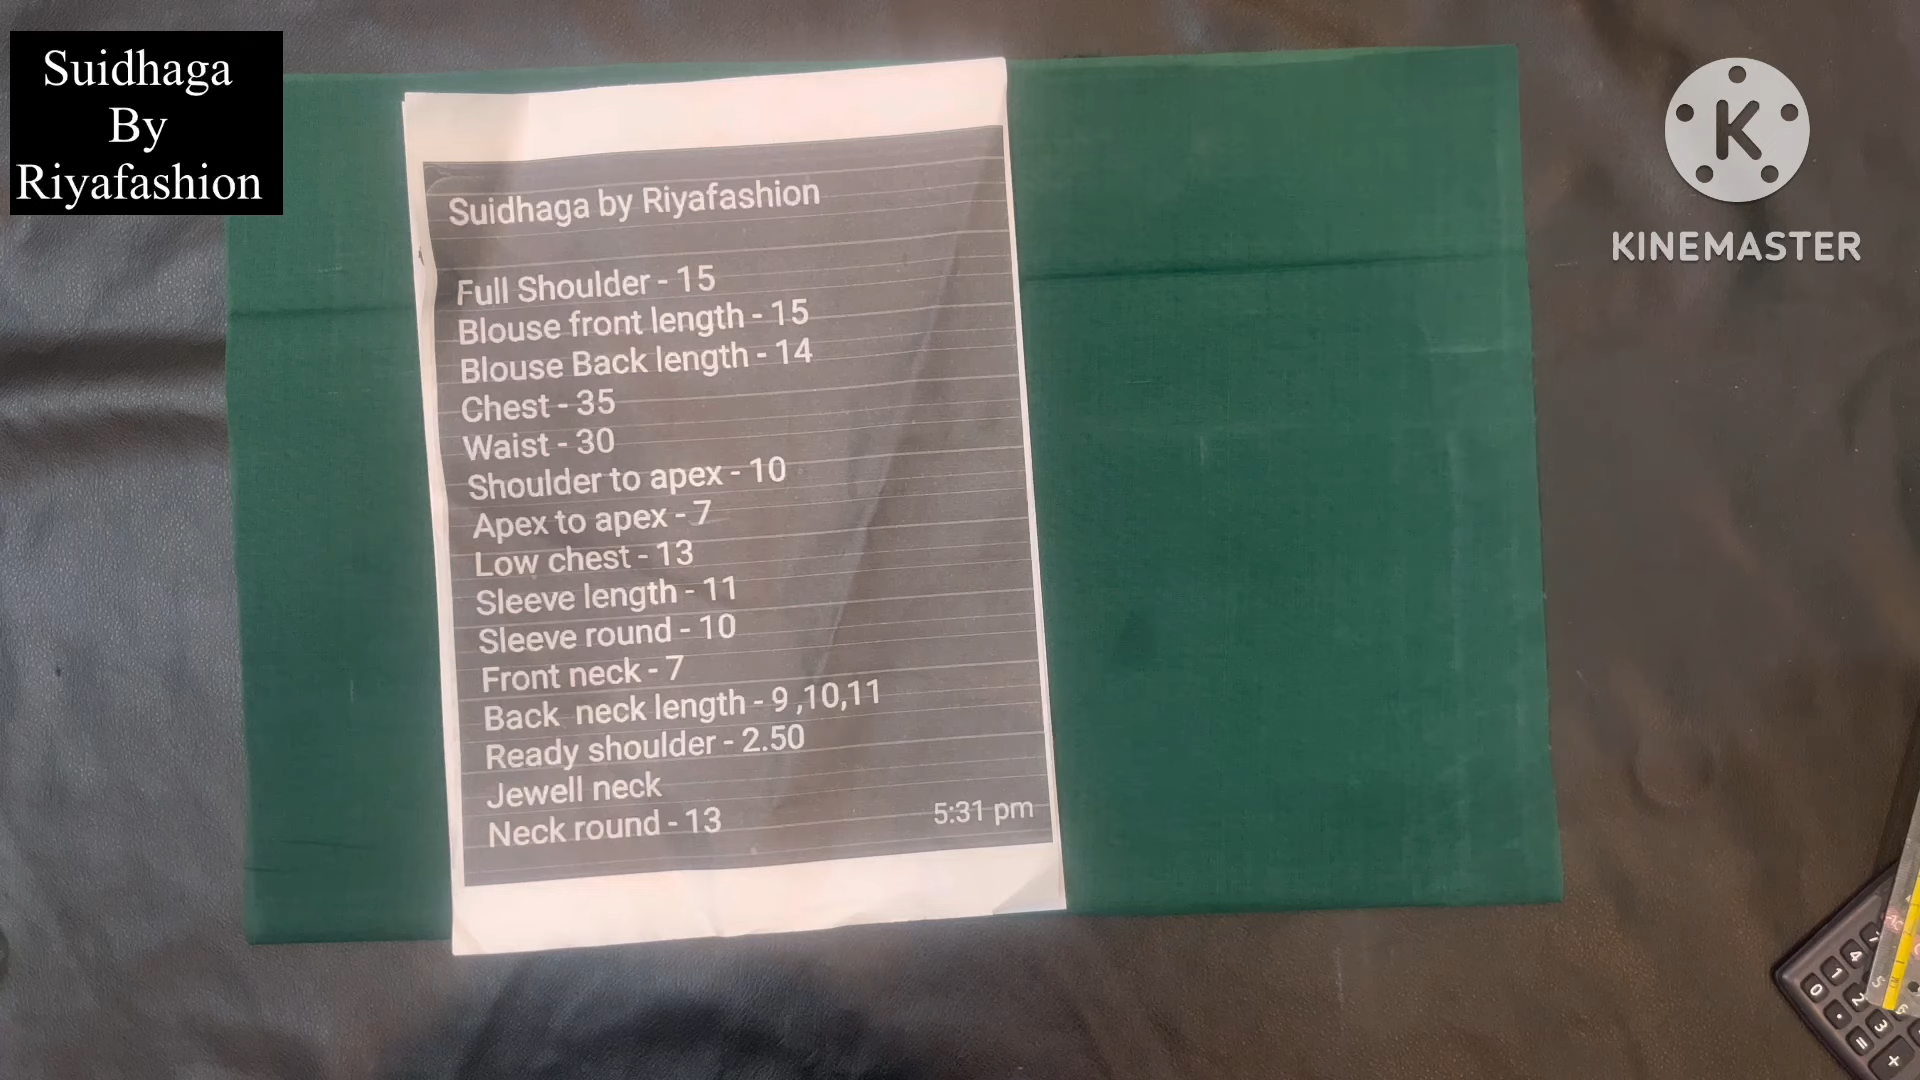 Suidhaga
By
Riyafashion
KINEMASTER
Suidhaga by Riyafashion
Full Shoulder - 15
Blouse front length - 15
Blouse Back length - 14
Chest - 35
Waist - 30
Shoulder to apex - 10
Apex to apex - 7
Low chest - 13
Sleeve length - 11
Sleeve round - 10
Front neck - 7
Back neck length - 9 ,10,11
Ready shoulder - 2.50
Jewell neck
Neck round - 13
5:31 pm